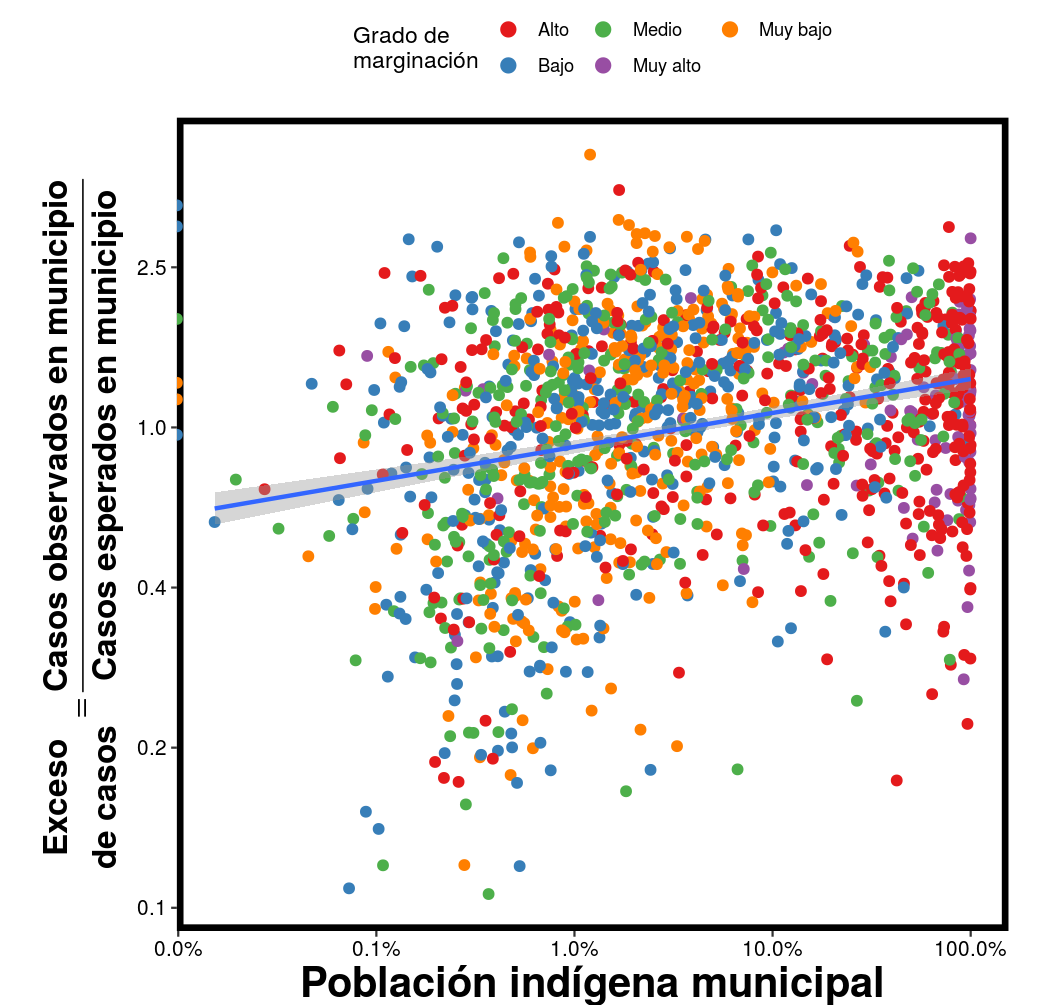 Grado de
marginación
Alto
Medio
Muy bajo
Bajo
Muy alto
Exceso
de casos
=
Casos observados en municipio
Casos esperados en municipio
2.5
1.0
0.4
0.2
0.1
0.0%
0.1%
1.0%
10.0%
100.0%
Población indígena municipal